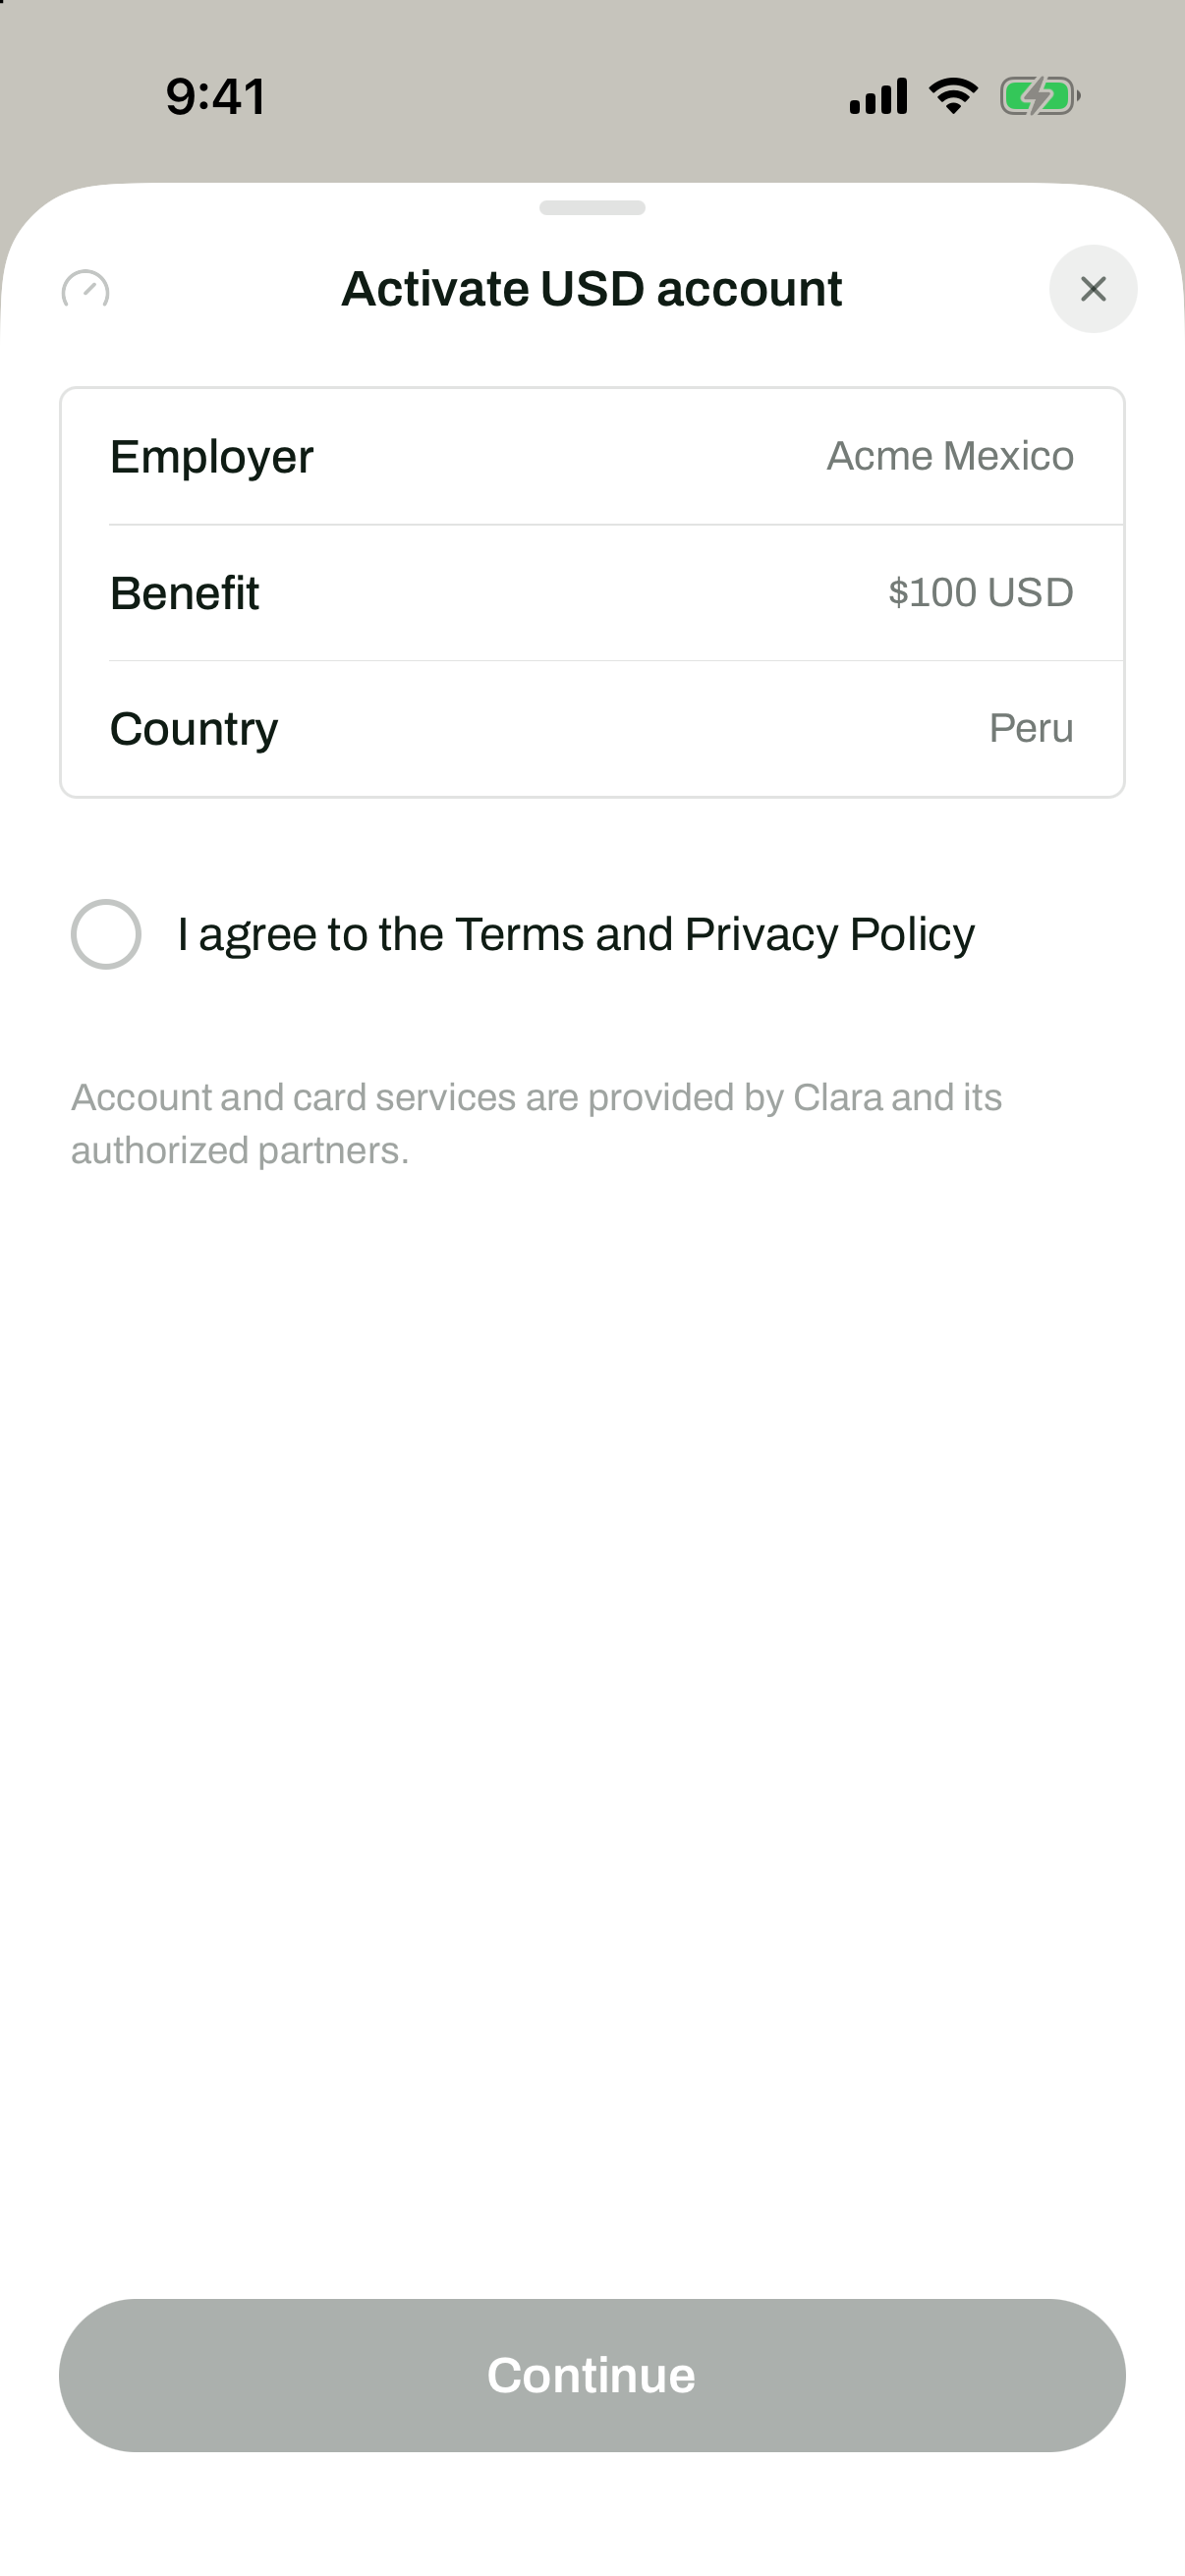 9:41
Activate USD account
Employer
Acme Mexico
Benefit
$100 USD
Country
Peru
I agree to the Terms and Privacy Policy
Account and card services are provided by Clara and its
authorized partners.
Continue